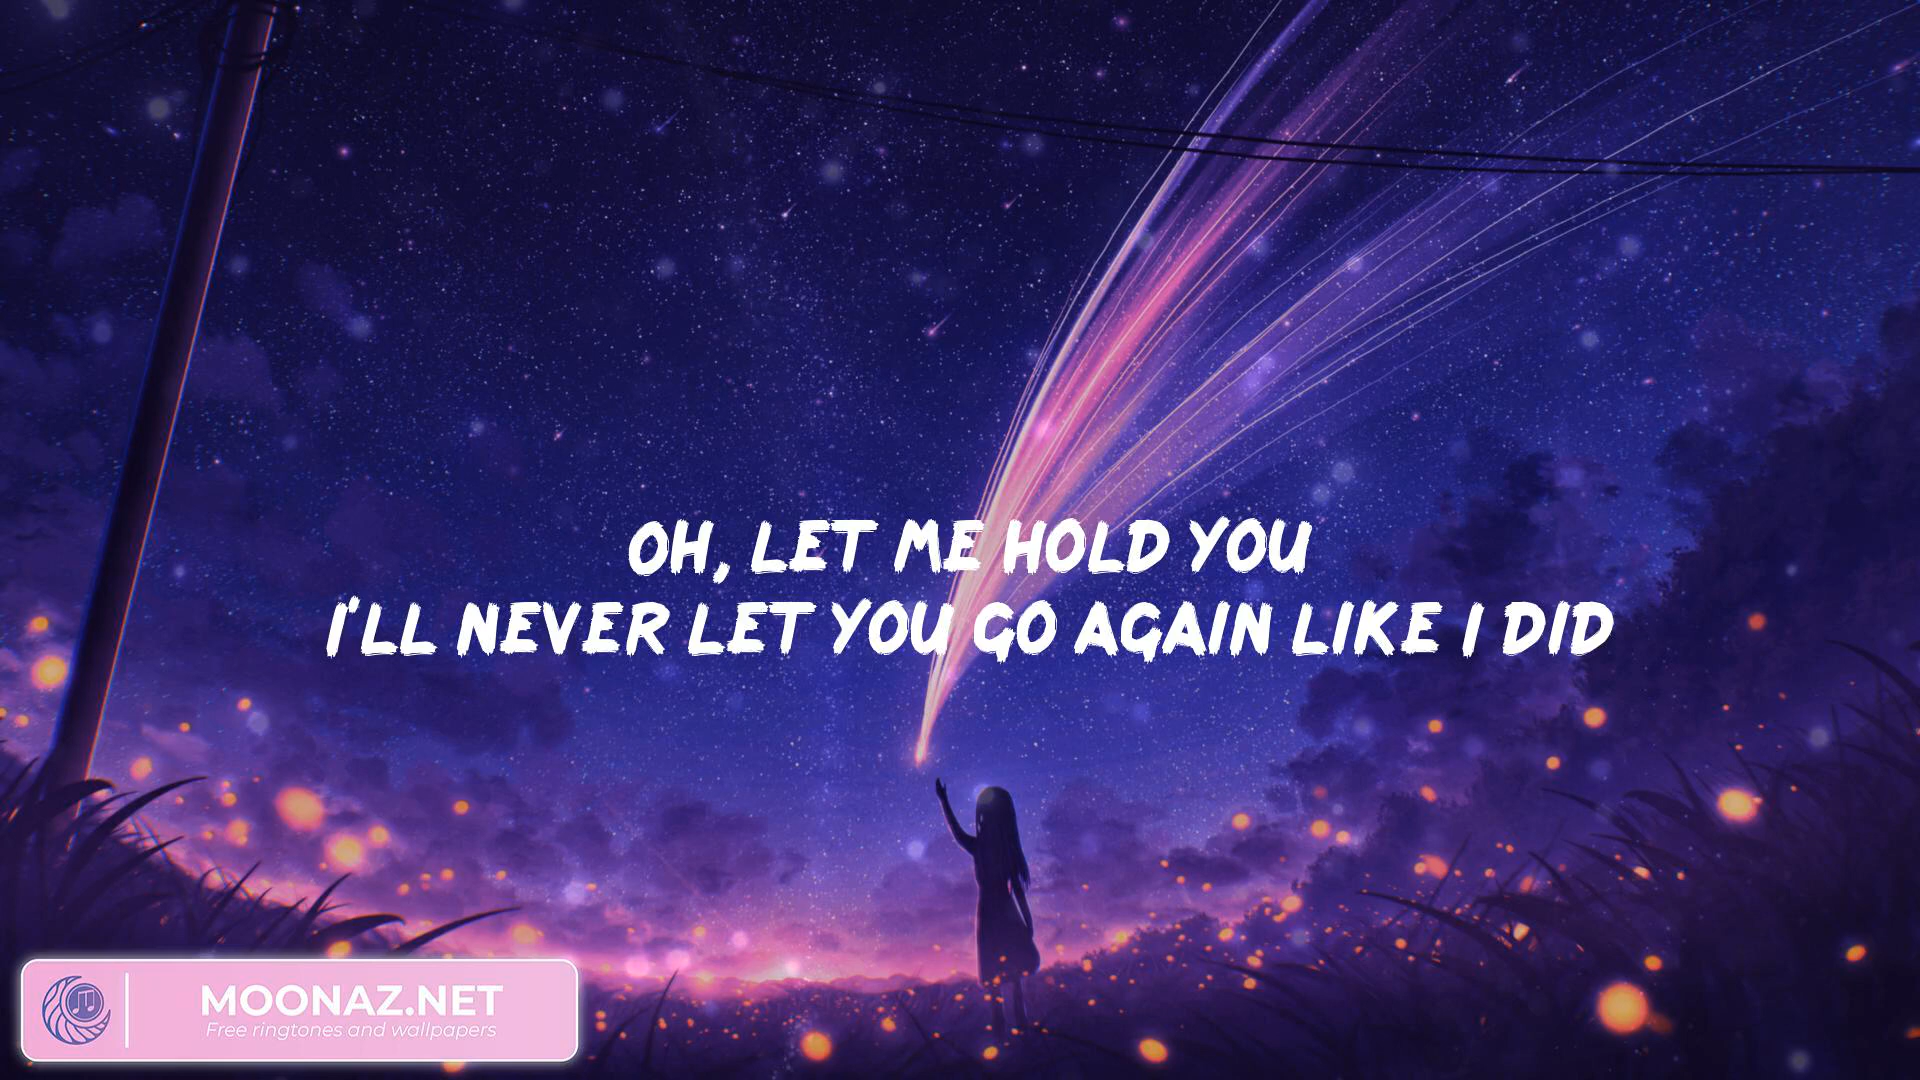 OH, LET ME HOLD YOU
I'LL NEVER LET YOU GO AGAIN LIKE I DID
MOONAZ.NET
Free ringtones and wallpapers